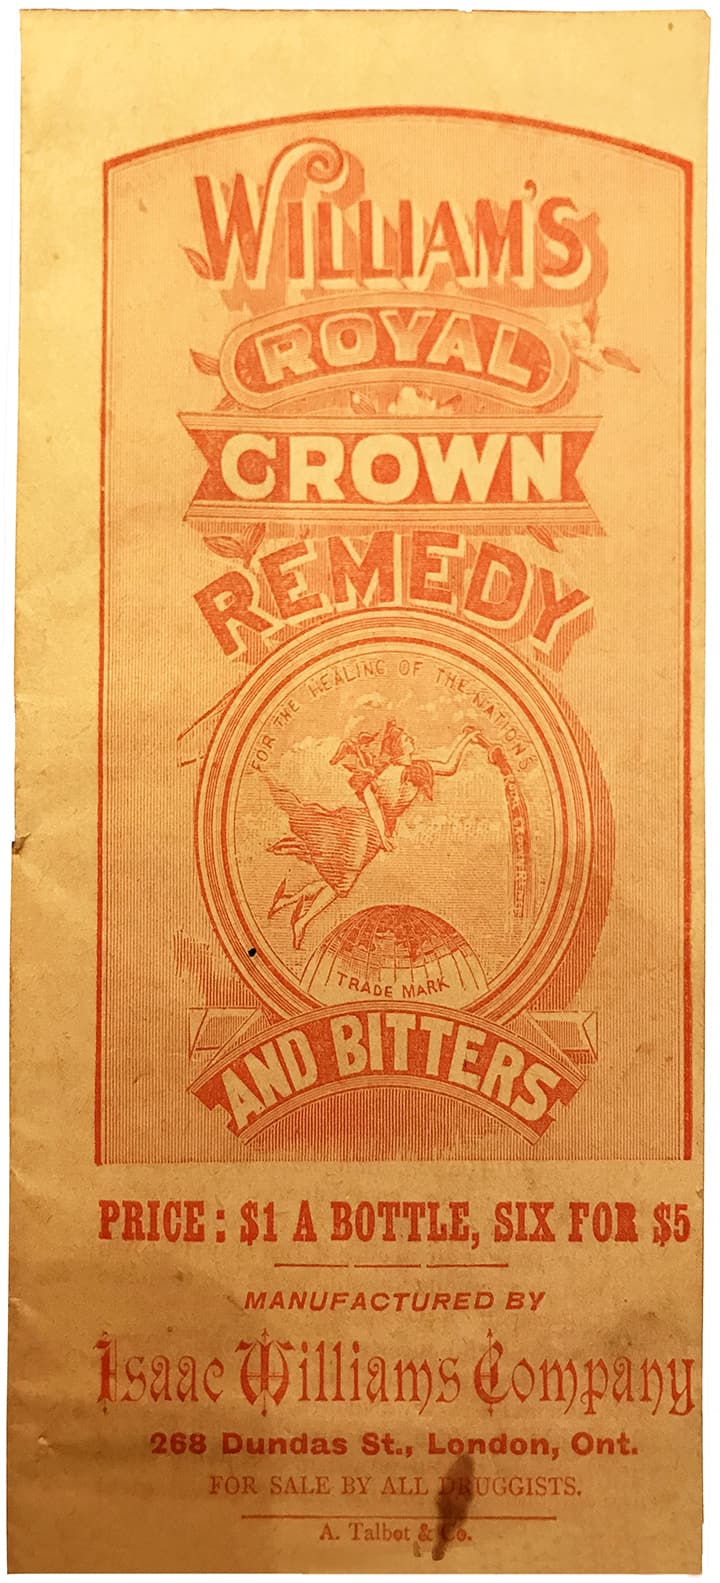 WILLIAM'S
ROYAL
CROWN
REMEDY
FOR THE HEALING OF THE NATIONS
TRADE MARK
AND BITTERS
PRICE: $1 A BOTTLE, SIX FOR $5
MANUFACTURED BY
Isaac Williams Company
268 Dundas St., London, Ont.
FOR SALE BY ALL DRUGGISTS.
A. Talbot & Co.